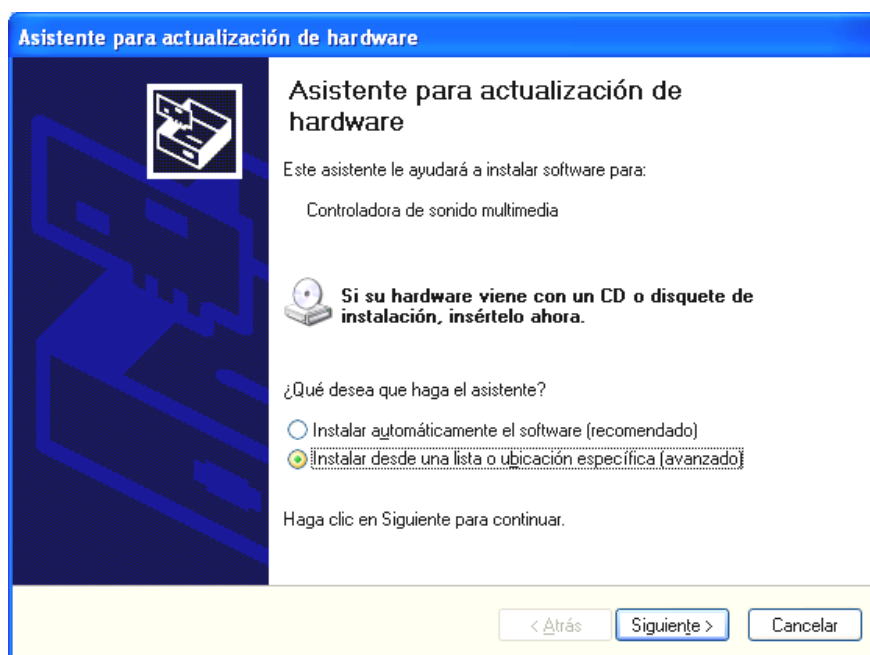 Asistente para actualización de hardware
Asistente para actualización de
hardware
Este asistente le ayudará a instalar software para:
Controladora de sonido multimedia
Si su hardware viene con un CD o disquete de
instalación, insértelo ahora.
¿Qué desea que haga el asistente?
Instalar automáticamente el software (recomendado)
Instalar desde una lista o ubicación específica (avanzado)
Haga clic en Siguiente para continuar.
< Atrás
Siguiente >
Cancelar